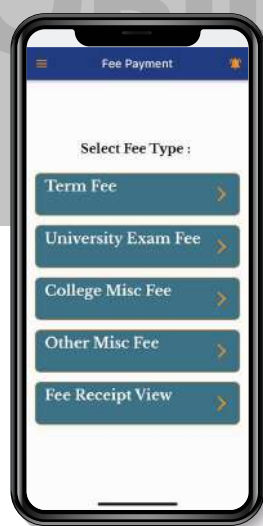 Fee Payment
Select Fee Type :
Term Fee
University Exam Fee
College Misc Fee
Other Misc Fee
Fee Receipt View